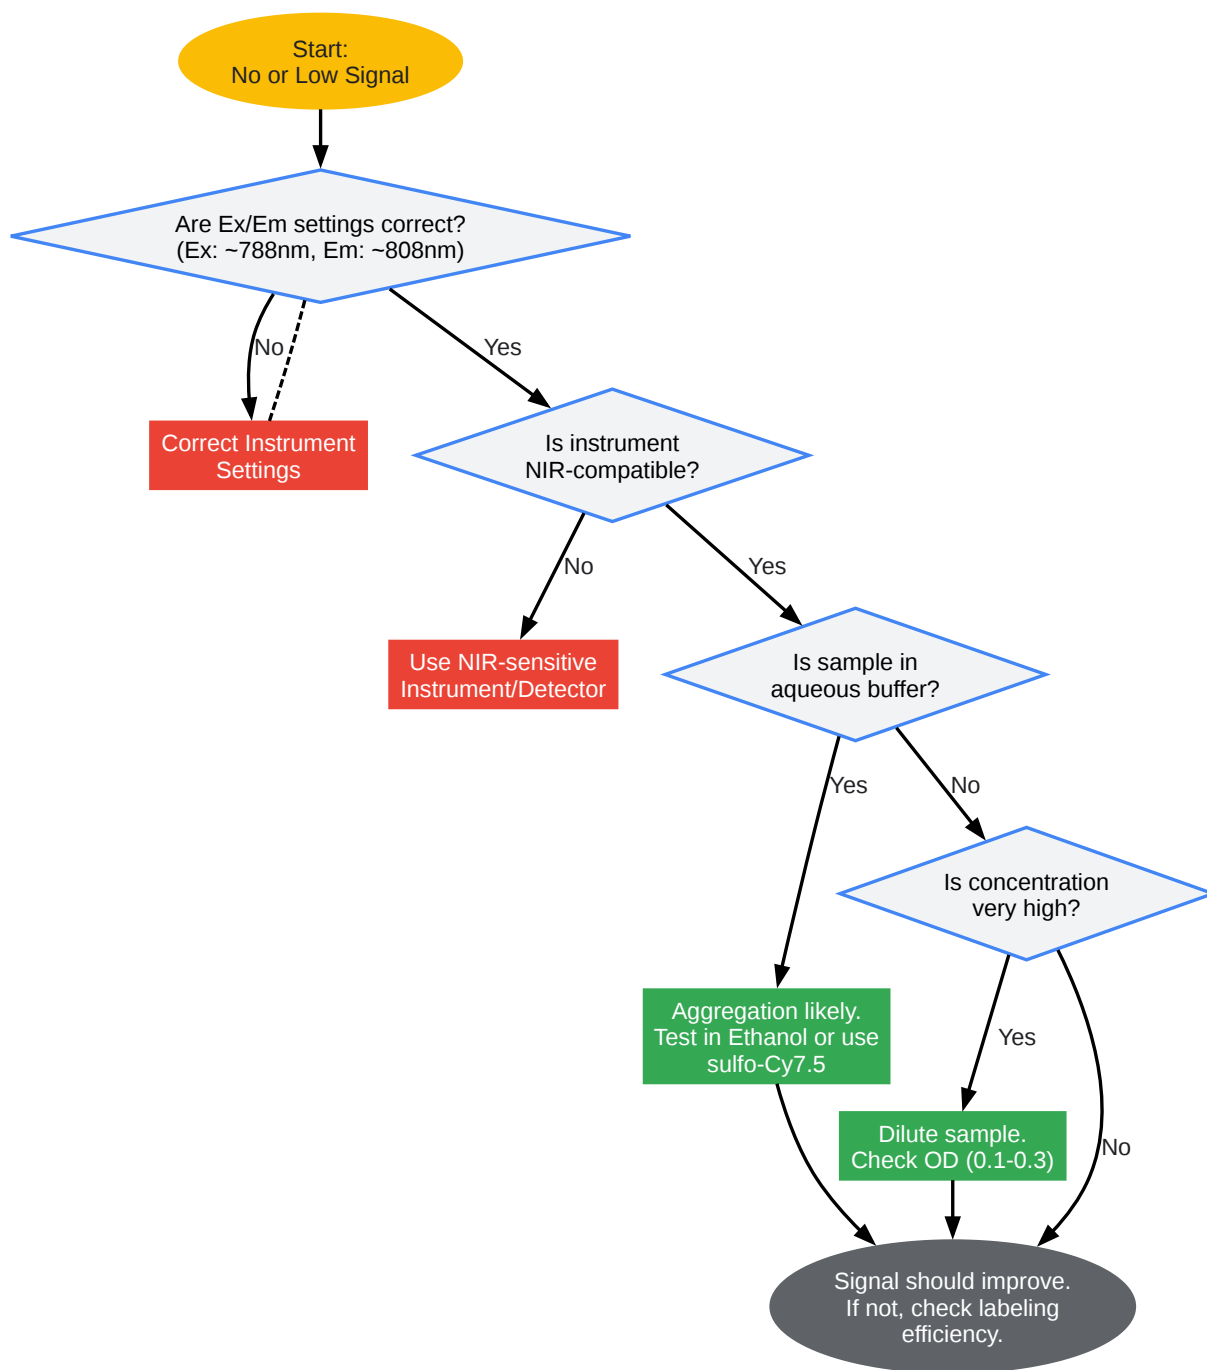 Start:
No or Low Signal
Are Ex/Em settings correct?
(Ex: ~788nm, Em: ~808nm)
No
Yes
Correct Instrument
Settings
Is instrument
NIR-compatible?
No
Yes
Use NIR-sensitive
Instrument/Detector
Is sample in
aqueous buffer?
Yes
No
Is concentration
very high?
Aggregation likely.
Test in Ethanol or use
sulfo-Cy7.5
Yes
Dilute sample.
Check OD (0.1-0.3)
No
Signal should improve.
If not, check labeling
efficiency.